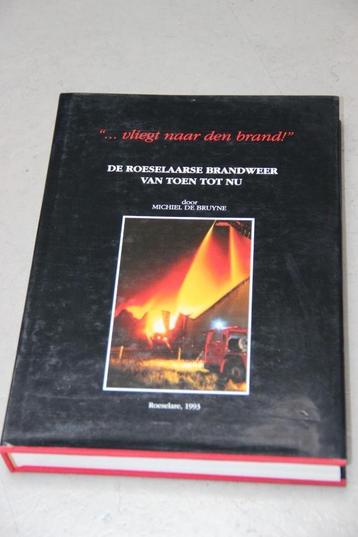 "... vliegt naar den brand!"
DE ROESELAARSE BRANDWEER
VAN TOEN TOT NU
door
MICHIEL DE BRUYNE
Roeselare, 1993